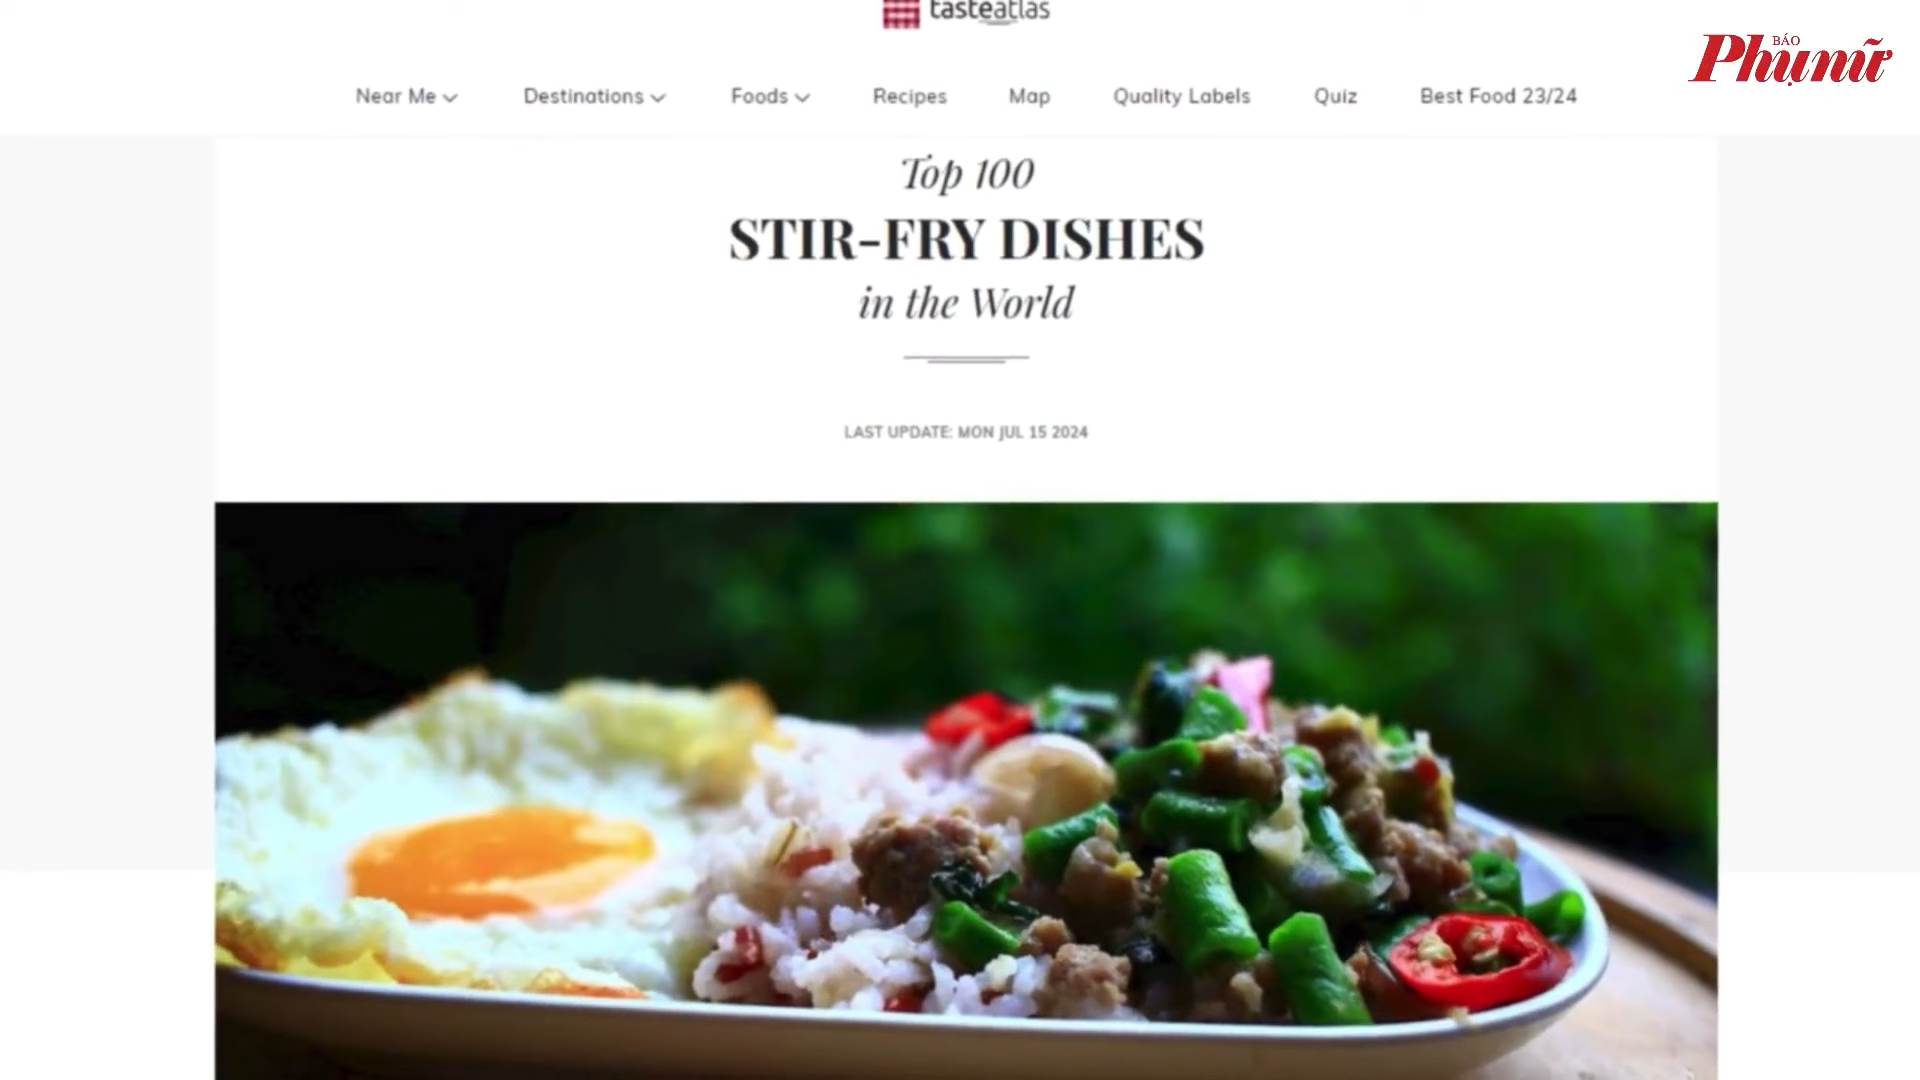 tasteatlas
BÁO
Phụ nữ
Near Me
Destinations
Foods
Recipes
Map
Quality Labels
Quiz
Best Food 23/24
Top 100
STIR-FRY DISHES
in the World
LAST UPDATE: MON JUL 15 2024